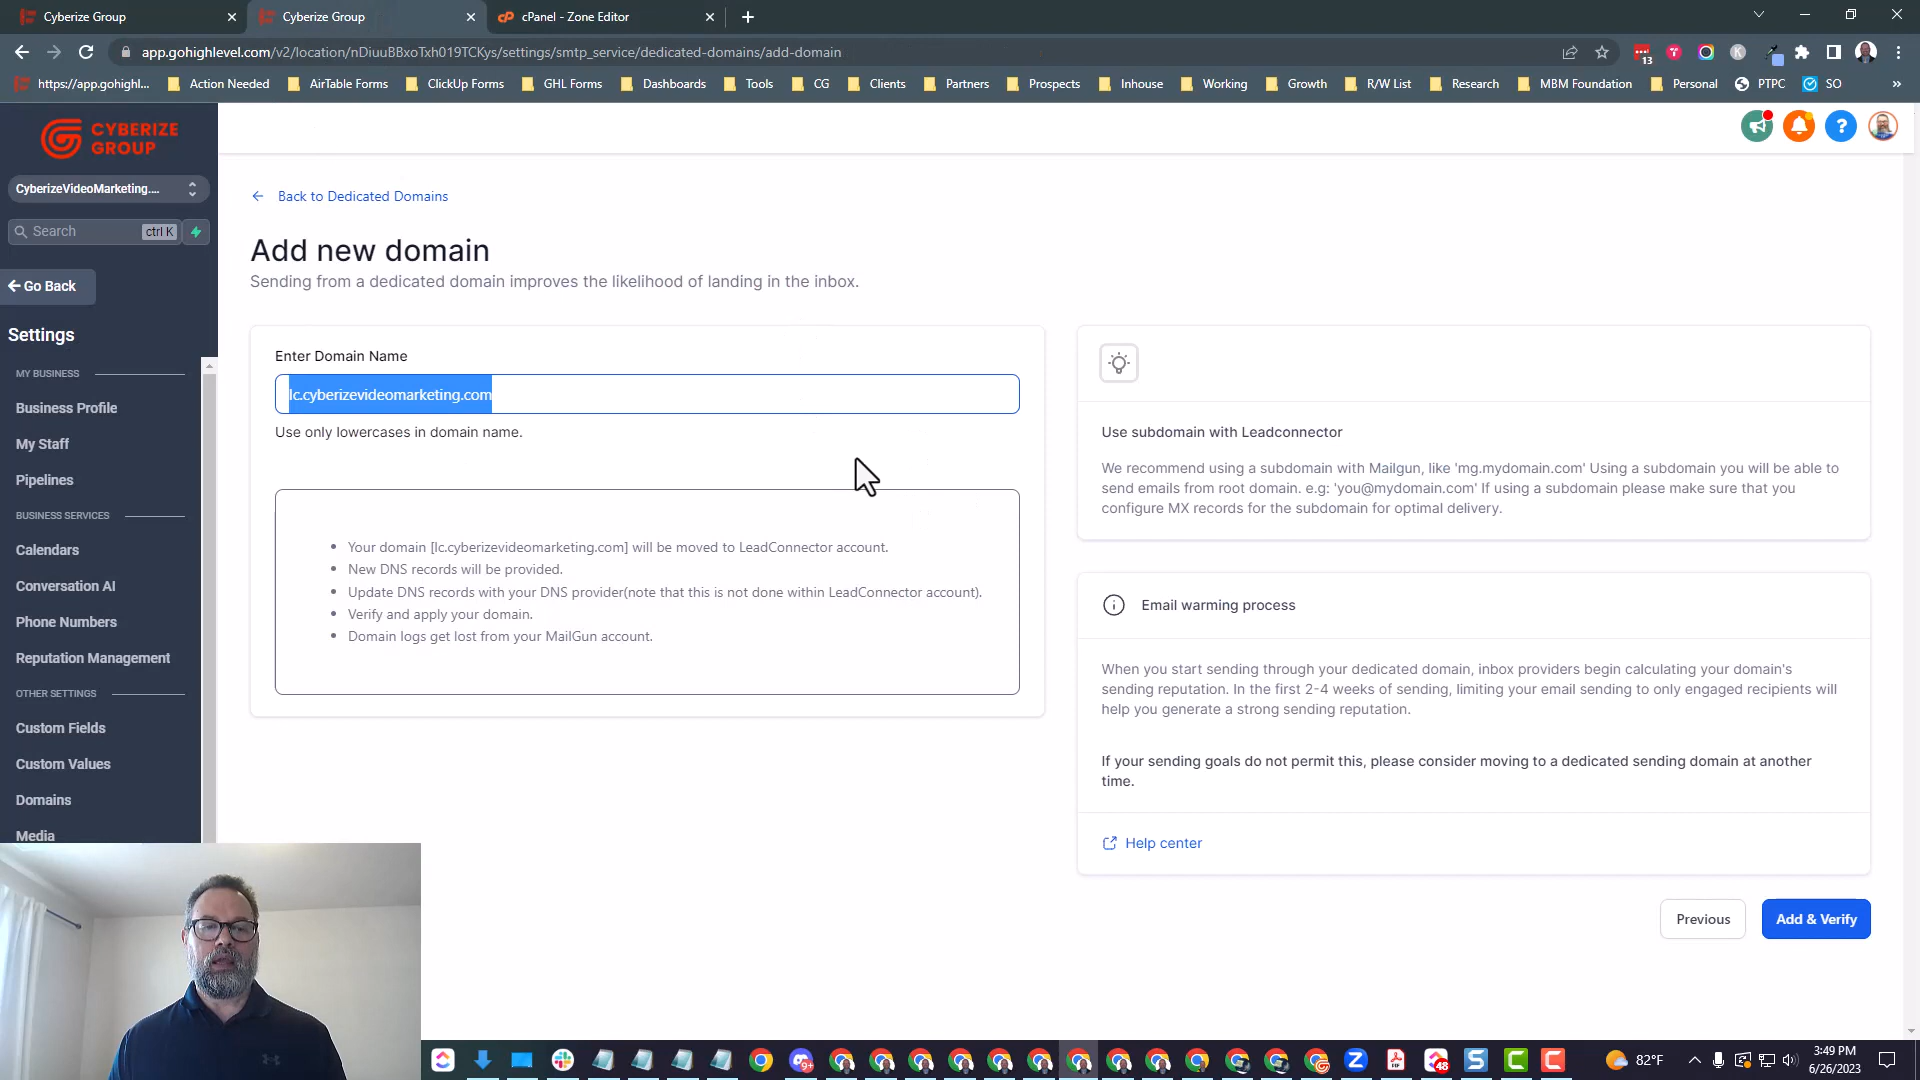 Cyberize Group
Cyberize Group
cPanel - Zone Editor
app.gohighlevel.com/v2/location/nDiuuBBxoTxh019TCKys/settings/smtp_service/dedicated-domains/add-domain
13
https://app.gohighl...
Action Needed
AirTable Forms
ClickUp Forms
GHL Forms
Dashboards
Tools
CG
Clients
Partners
Prospects
Inhouse
Working
Growth
R/W List
Research
MBM Foundation
Personal
PTPC
SO
»
CYBERIZE
GROUP
CyberizeVideoMarketing....
Search
ctrl K
Go Back
Settings
MY BUSINESS
Business Profile
My Staff
Pipelines
BUSINESS SERVICES
Calendars
Conversation AI
Phone Numbers
Reputation Management
OTHER SETTINGS
Custom Fields
Custom Values
Domains
Media
Back to Dedicated Domains
Add new domain
Sending from a dedicated domain improves the likelihood of landing in the inbox.
Enter Domain Name
lc.cyberizevideomarketing.com
Use only lowercases in domain name.
• Your domain [lc.cyberizevideomarketing.com] will be moved to LeadConnector account.
• New DNS records will be provided.
• Update DNS records with your DNS provider(note that this is not done within LeadConnector account).
• Verify and apply your domain.
• Domain logs get lost from your MailGun account.
Use subdomain with Leadconnector
We recommend using a subdomain with Mailgun, like 'mg.mydomain.com' Using a subdomain you will be able to
send emails from root domain. e.g: 'you@mydomain.com' If using a subdomain please make sure that you
configure MX records for the subdomain for optimal delivery.
Email warming process
When you start sending through your dedicated domain, inbox providers begin calculating your domain's
sending reputation. In the first 2-4 weeks of sending, limiting your email sending to only engaged recipients will
help you generate a strong sending reputation.
If your sending goals do not permit this, please consider moving to a dedicated sending domain at another
time.
Help center
Previous
Add & Verify
9+
48
82°F
3:49 PM
6/26/2023